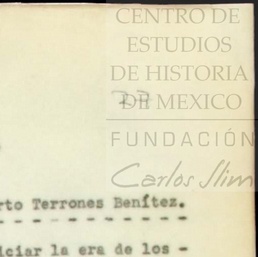 CENTRO DE
ESTUDIOS
DE HISTORIA
DE MEXICO
FUNDACIÓN
Carlos Slim
rto Terrones Benítez.
- - - - - - - - - - - - -
iciar la era de los -